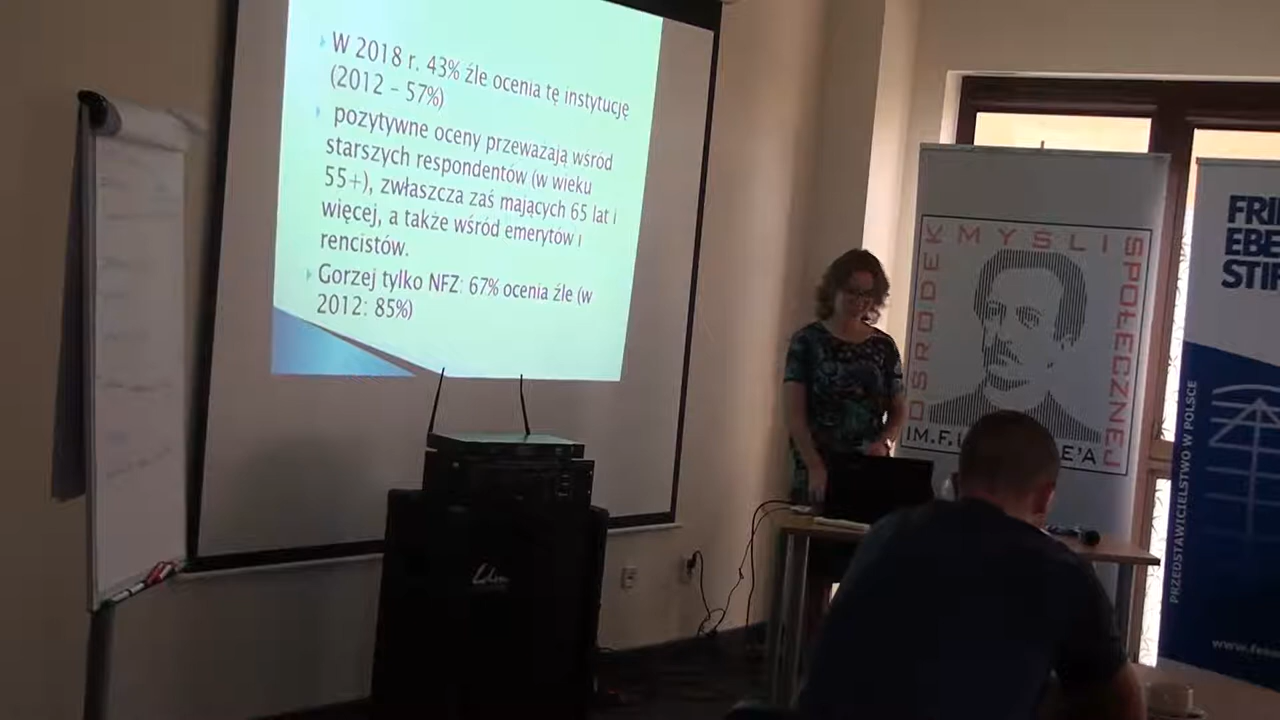 W 2018 r. 43% źle ocenia tę instytucję
(2012 – 57%)
pozytywne oceny przeważają wśród
starszych respondentów (w wieku
55+), zwłaszcza zaś mających 65 lat i
więcej, a także wśród emerytów i
rencistów.
Gorzej tylko NFZ: 67% ocenia źle (w
2012: 85%)
OŚRODEK
MYŚLI
SPOŁECZNEJ
IM.F.
E'A
FRI
EBE
STIF
PRZEDSTAWICIELSTWO W POLSCE
Ldm